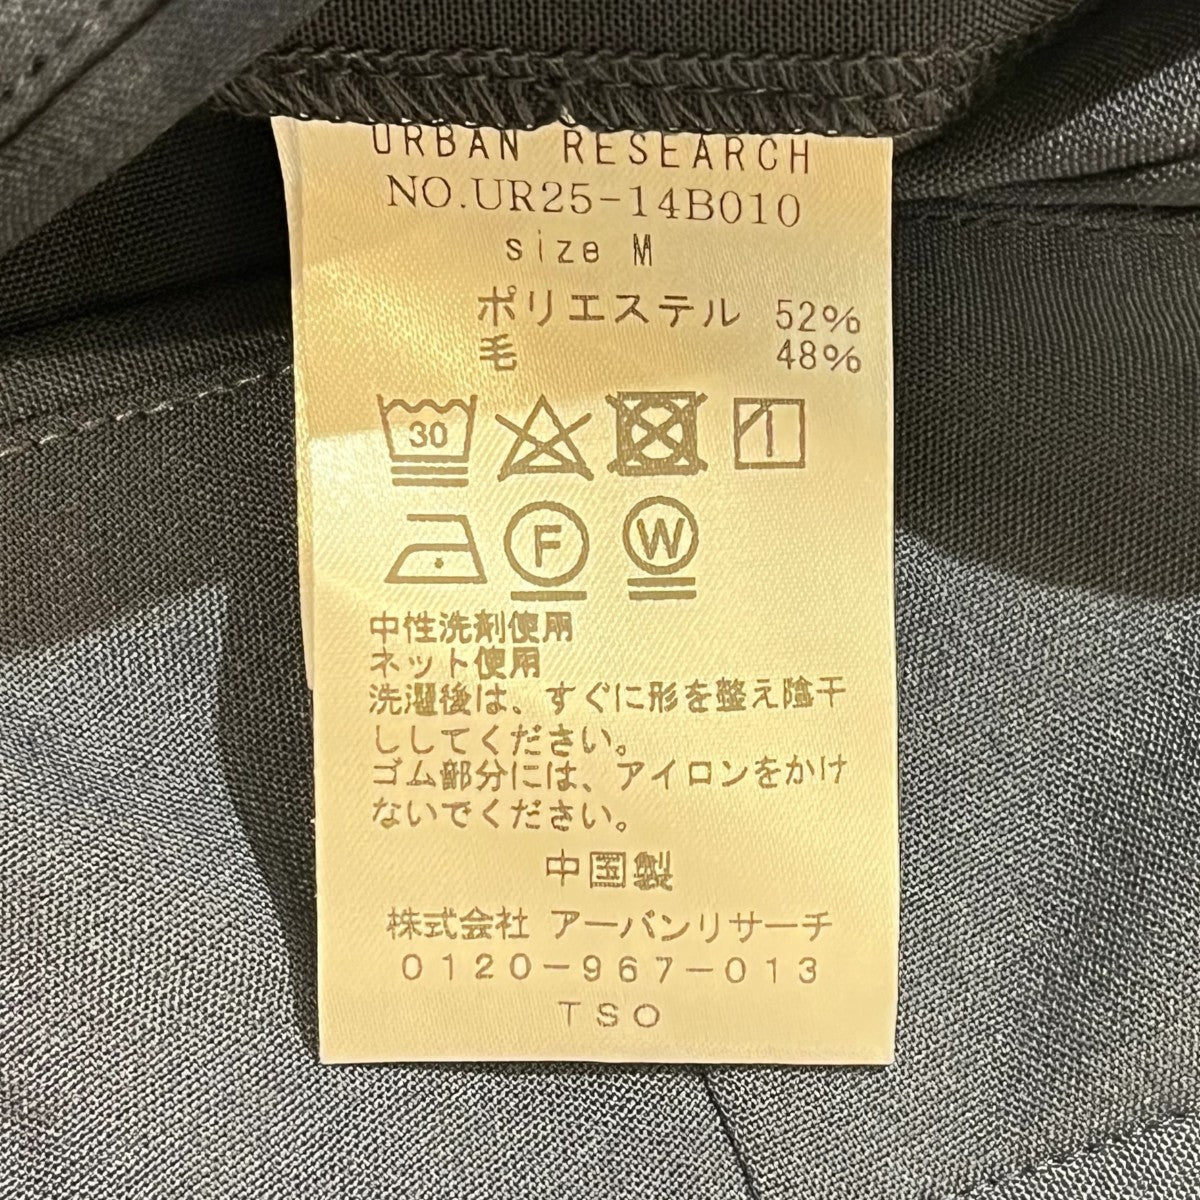 URBAN RESEARCH
NO.UR25-14B010
size M
ポリエステル 52%
毛 48%
30
F W
中性洗剤使用
ネット使用
洗濯後は、すぐに形を整え陰干
ししてください。
ゴム部分には、アイロンをかけ
ないでください。
中国製
株式会社 アーバンリサーチ
0120-967-013
TSO